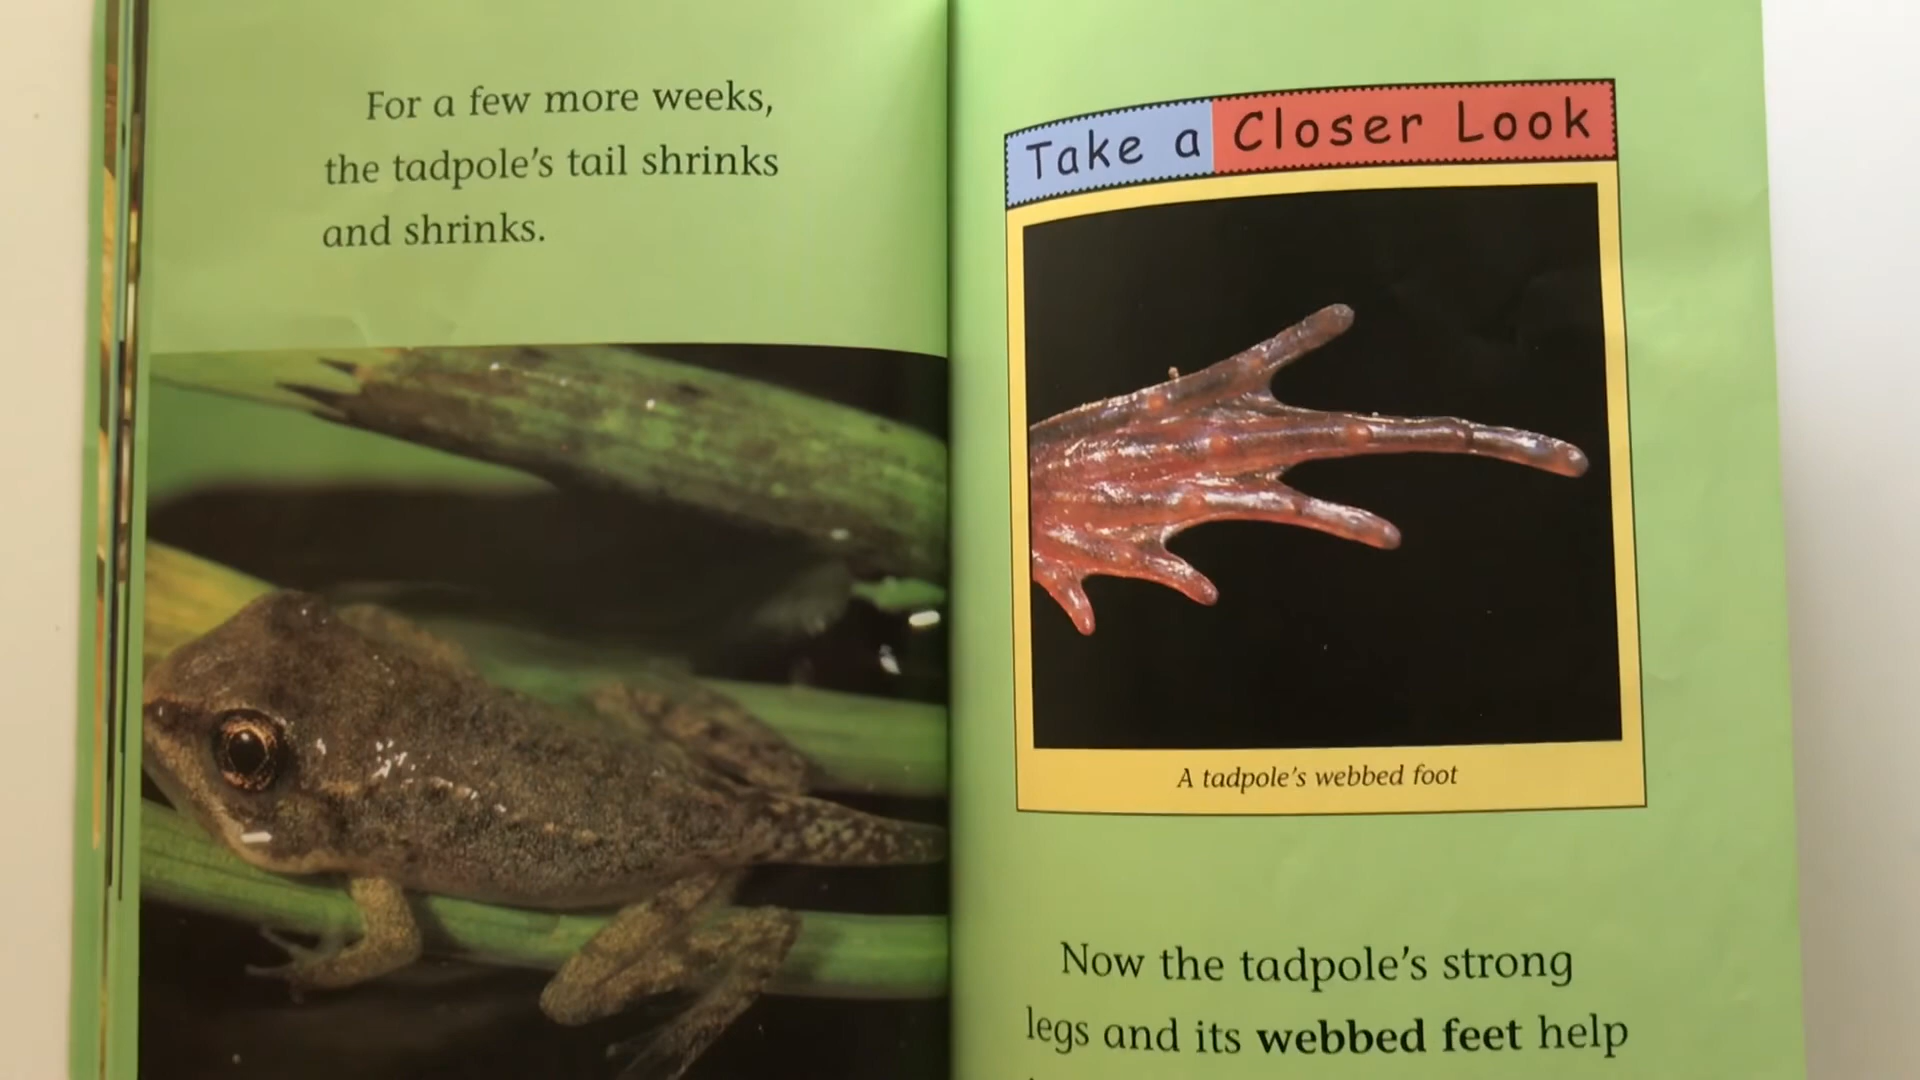 For a few more weeks,
the tadpole's tail shrinks
and shrinks.
Take a Closer Look
A tadpole's webbed foot
Now the tadpole's strong
legs and its webbed feet help